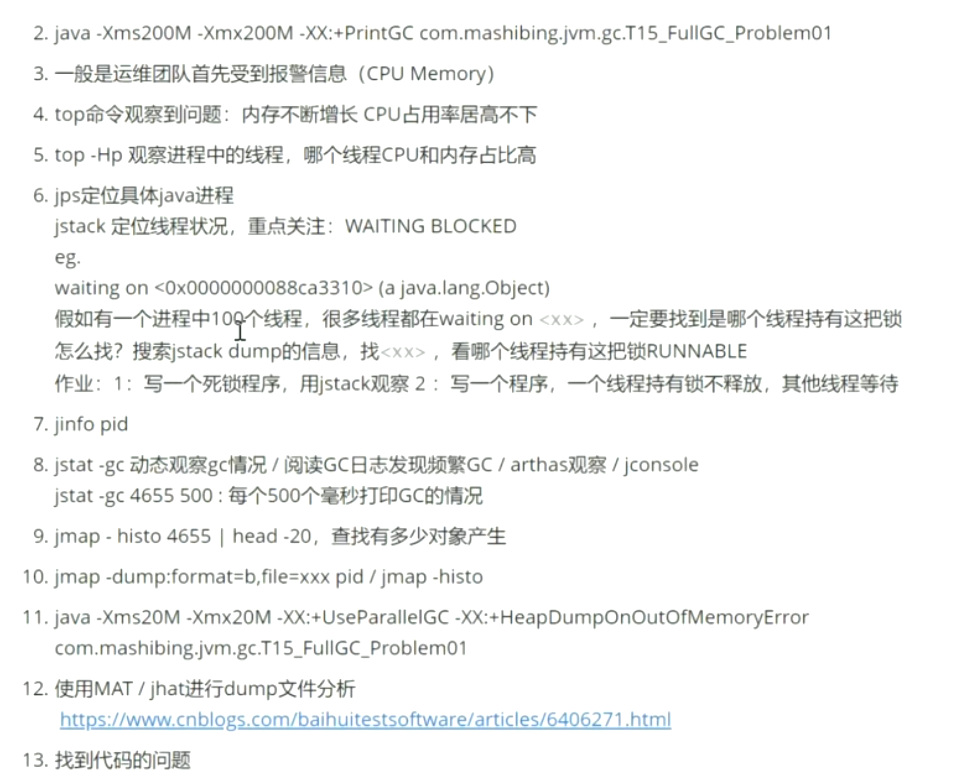 2. java -Xms200M -Xmx200M -XX:+PrintGC com.mashibing.jvm.gc.T15_FullGC_Problem01
3. 一般是运维团队首先受到报警信息（CPU Memory）
4. top命令观察到问题：内存不断增长 CPU占用率居高不下
5. top -Hp 观察进程中的线程，哪个线程CPU和内存占比高
6. jps定位具体java进程
jstack 定位线程状况，重点关注：WAITING BLOCKED
eg.
waiting on <0x0000000088ca3310> (a java.lang.Object)
假如有一个进程中100个线程，很多线程都在waiting on <xx> ，一定要找到是哪个线程持有这把锁
怎么找？搜索jstack dump的信息，找<xx> ，看哪个线程持有这把锁RUNNABLE
作业：1：写一个死锁程序，用jstack观察 2 ：写一个程序，一个线程持有锁不释放，其他线程等待
7. jinfo pid
8. jstat -gc 动态观察gc情况 / 阅读GC日志发现频繁GC / arthas观察 / jconsole
jstat -gc 4655 500 : 每个500个毫秒打印GC的情况
9. jmap - histo 4655 | head -20，查找有多少对象产生
10. jmap -dump:format=b,file=xxx pid / jmap -histo
11. java -Xms20M -Xmx20M -XX:+UseParallelGC -XX:+HeapDumpOnOutOfMemoryError
com.mashibing.jvm.gc.T15_FullGC_Problem01
12. 使用MAT / jhat进行dump文件分析
https://www.cnblogs.com/baihuitestsoftware/articles/6406271.html
13. 找到代码的问题